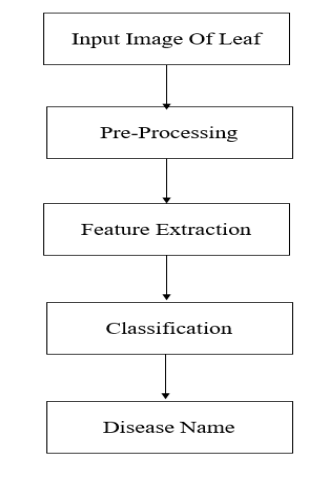 Input Image Of Leaf
Pre-Processing
Feature Extraction
Classification
Disease Name